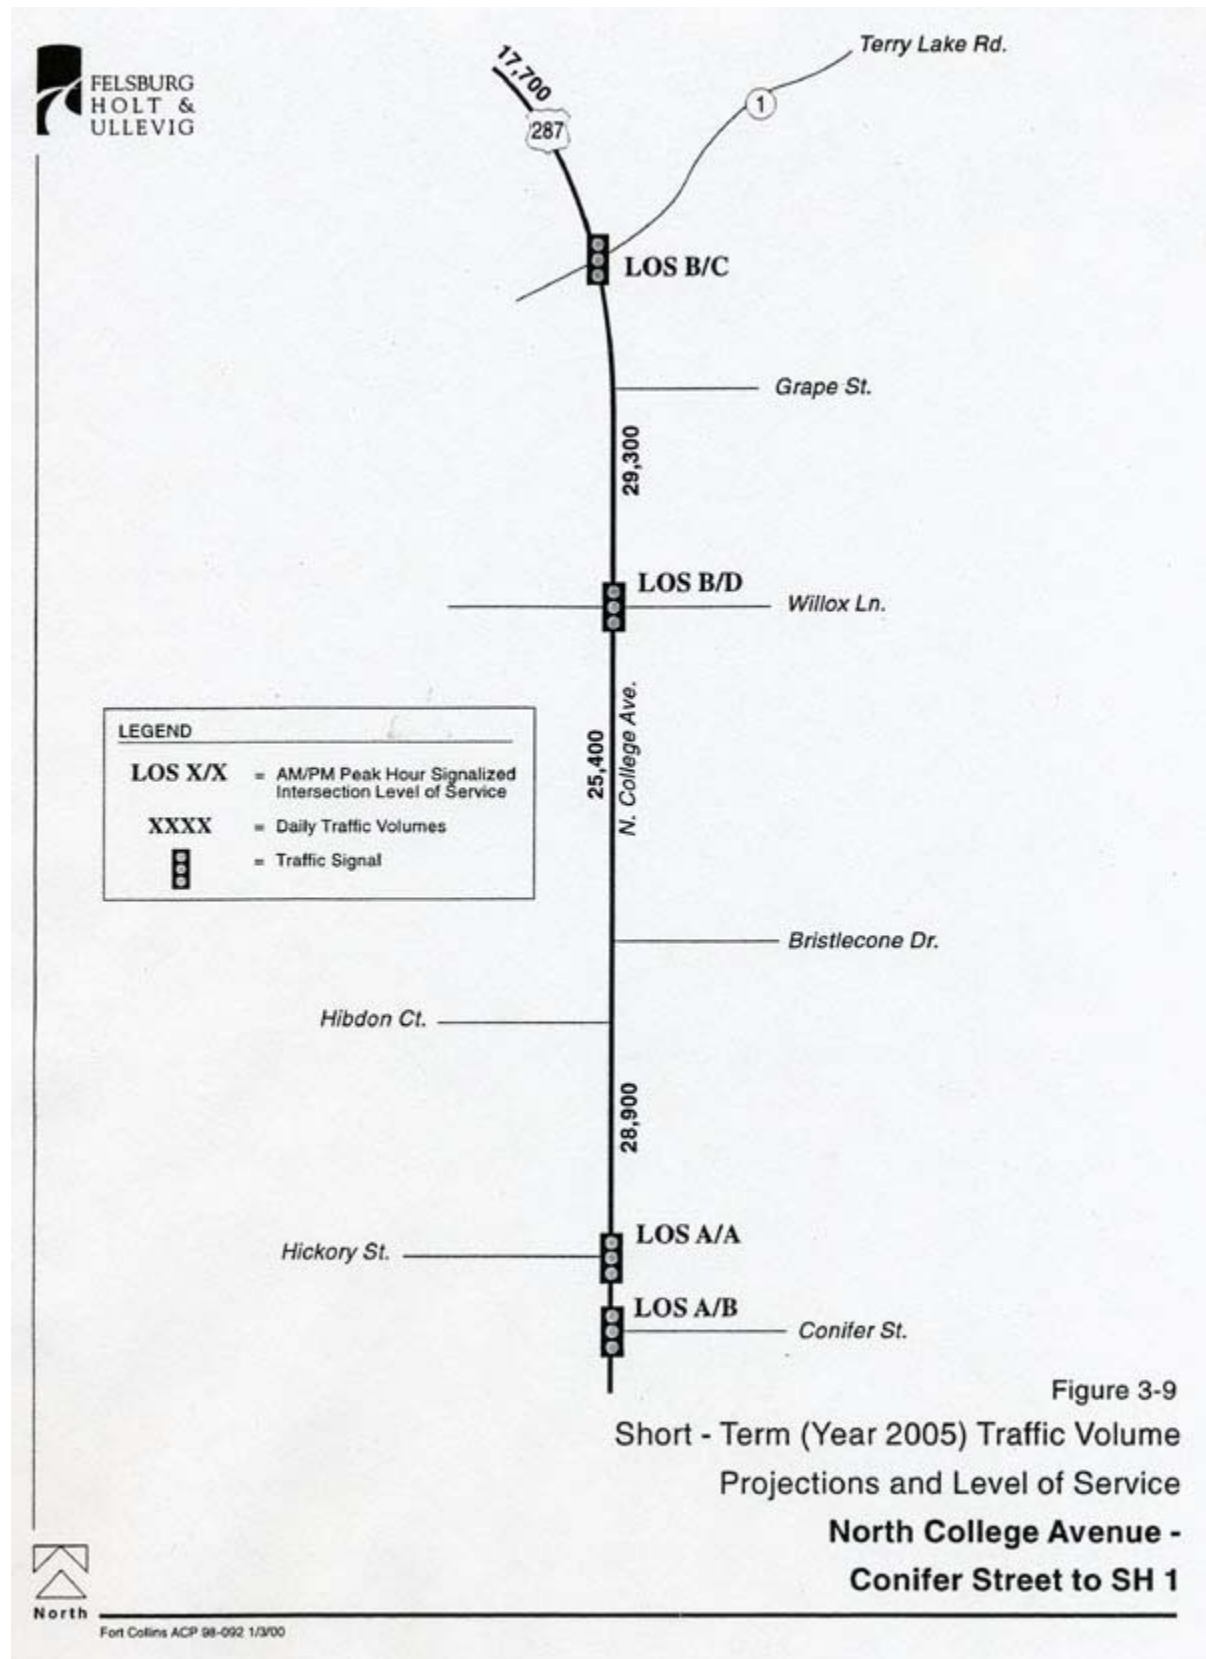 FELSBURG
HOLT &
ULLEVIG
17,700
287
Terry Lake Rd.
1
LOS B/C
Grape St.
29,300
LOS B/D
Willox Ln.
25,400
N. College Ave.
LEGEND
LOS X/X = AM/PM Peak Hour Signalized
Intersection Level of Service
XXXX = Daily Traffic Volumes
= Traffic Signal
Bristlecone Dr.
Hibdon Ct.
28,900
LOS A/A
Hickory St.
LOS A/B
Conifer St.
Figure 3-9
Short - Term (Year 2005) Traffic Volume
Projections and Level of Service
North College Avenue -
Conifer Street to SH 1
North
Fort Collins ACP 98-092 1/3/00